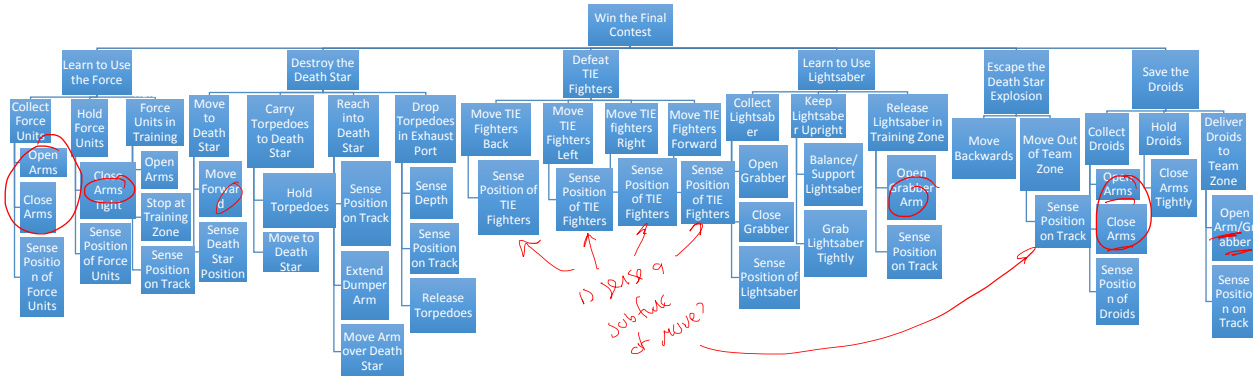 Win the Final
Contest
Learn to Use
the Force
Collect
Force
Units
Open
Arms
Close
Arms
Sense
Positio
n of
Force
Units
Hold
Force
Units
Close
Arms
Tight
Sense
Position
of Force
Units
Force
Units in
Training
Open
Arms
Stop at
Training
Zone
Sense
Position
on Track
Destroy the
Death Star
Move
to
Death
Star
Move
Forwar
d
Sense
Death
Star
Position
Carry
Torpedoes
to Death
Star
Hold
Torpedoes
Move to
Death Star
Reach
into
Death
Star
Sense
Position
on Track
Extend
Dumper
Arm
Move Arm
over Death
Star
Drop
Torpedoes
in Exhaust
Port
Sense
Depth
Sense
Position
on Track
Release
Torpedoes
Defeat
TIE
Fighters
Move TIE
Fighters
Back
Sense
Position of
TIE
Fighters
Move
TIE
Fighters
Left
Sense
Position
of TIE
Fighters
Move TIE
fighters
Right
Sense
Position
of TIE
Fighters
Move TIE
Fighters
Forward
Sense
Position
of TIE
Fighters
Learn to Use
Lightsaber
Collect
Lightsab
er
Open
Grabber
Close
Grabber
Sense
Position of
Lightsaber
Keep
Lightsabe
r Upright
Balance/
Support
Lightsaber
Grab
Lightsaber
Tightly
Release
Lightsaber in
Training Zone
Open
Grabber
Arm
Sense
Position
on Track
Escape the
Death Star
Explosion
Move
Backwards
Move Out of
Team Zone
Sense
Position
on Track
Save the
Droids
Collect
Droids
Open
Arms
Close
Arms
Sense
Positio
n of
Droids
Hold
Droids
Close
Arms
Tightly
Deliver
Droids to
Team
Zone
Open
Arm/Gr
abber
Sense
Positio
n on
Track
is sense a
of move?